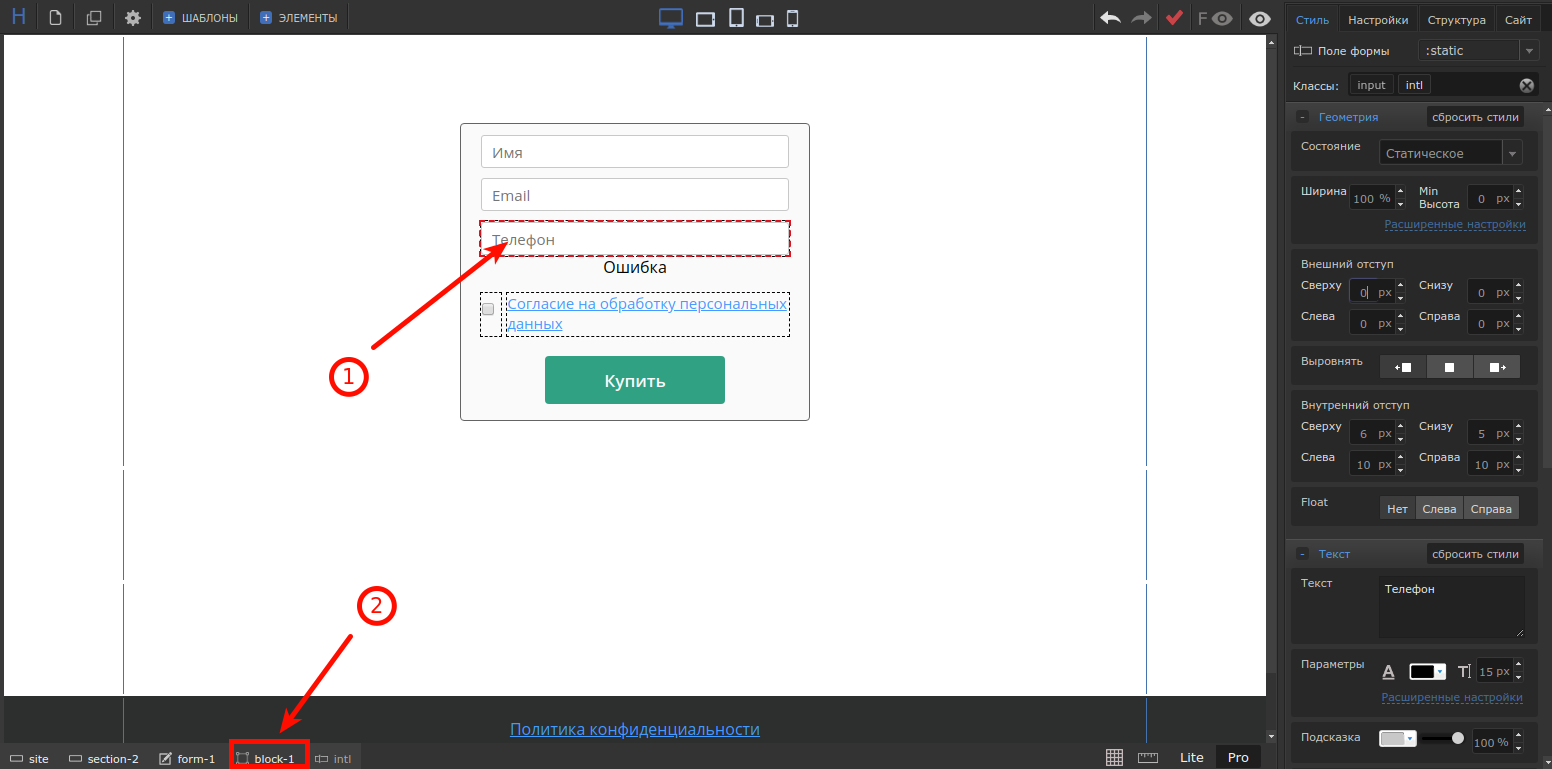 H
ШАБЛОНЫ
ЭЛЕМЕНТЫ
F
Стиль
Настройки
Структура
Сайт
Поле формы
:static
Классы:
input
intl
- Геометрия
сбросить стили
Состояние
Статическое
Ширина
100 %
Min
Высота
0 px
Расширенные настройки
Внешний отступ
Сверху
0 px
Снизу
0 px
Слева
0 px
Справа
0 px
Выровнять
Внутренний отступ
Сверху
6 px
Снизу
5 px
Слева
10 px
Справа
10 px
Float
Нет
Слева
Справа
- Текст
сбросить стили
Текст
Телефон
Параметры
A
T
15 px
Расширенные настройки
Подсказка
100 %
Имя
Email
Телефон
Ошибка
Согласие на обработку персональных
данных
Купить
1
2
Политика конфиденциальности
site
section-2
form-1
block-1
intl
Lite
Pro